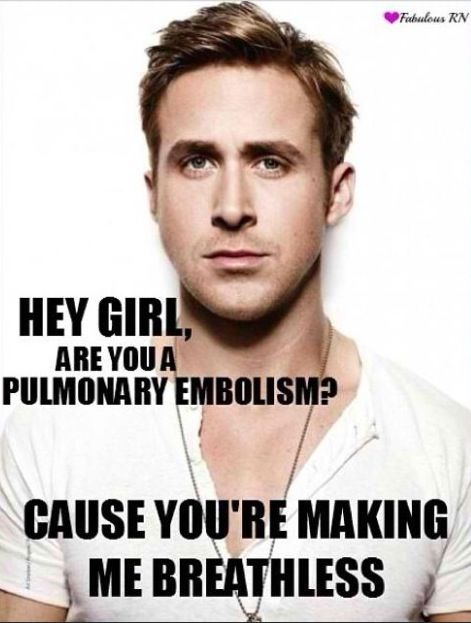 Fabulous RN
HEY GIRL,
ARE YOU A
PULMONARY EMBOLISM?
CAUSE YOU'RE MAKING
ME BREATHLESS